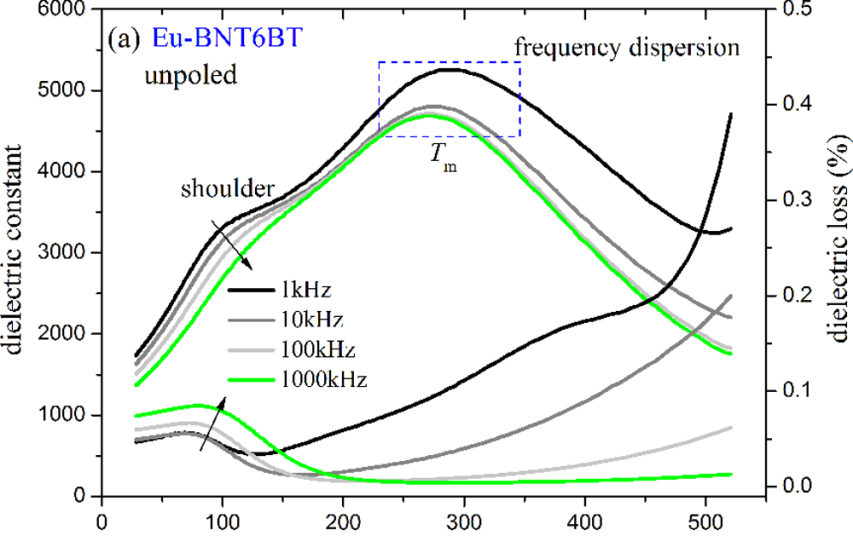 (a) Eu-BNT6BT
unpoled
frequency dispersion
T_m
shoulder
1kHz
10kHz
100kHz
1000kHz
dielectric constant
6000
5000
4000
3000
2000
1000
0
dielectric loss (%)
0.5
0.4
0.3
0.2
0.1
0.0
0 100 200 300 400 500